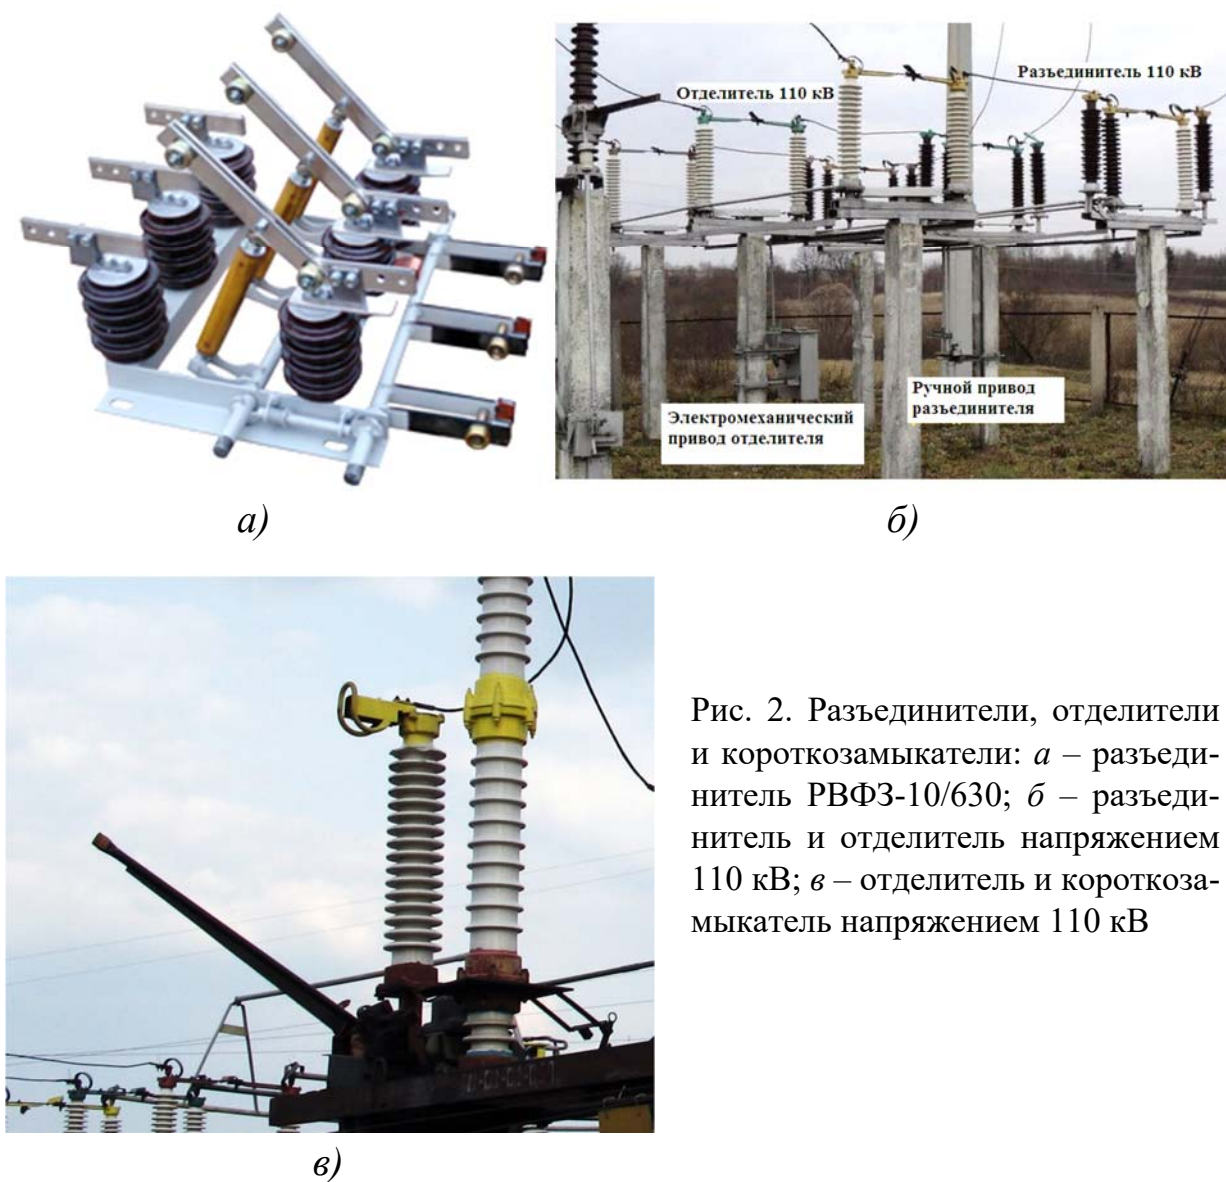 Отделитель 110 кВ
Разъединитель 110 кВ
Электромеханический
привод отделителя
Ручной привод
разъединителя
а)
б)
в)
Рис. 2. Разъединители, отделители
и короткозамыкатели: а – разъеди-
нитель РВФЗ-10/630; б – разъеди-
нитель и отделитель напряжением
110 кВ; в – отделитель и короткоза-
мыкатель напряжением 110 кВ